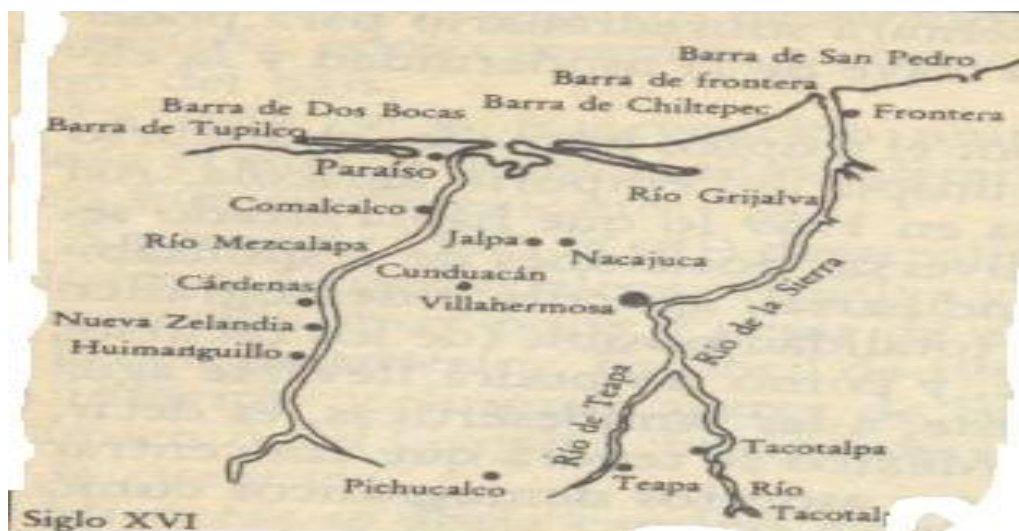 Barra de San Pedro
Barra de frontera
Barra de Dos Bocas
Barra de Chiltepec
Frontera
Barra de Tupilco
Paraíso
Río Grijalva
Comalcalco
Río Mezcalapa
Jalpa
Nacajuca
Cunduacán
Cárdenas
Villahermosa
Río de la Sierra
Nueva Zelandia
Huimanguillo
Río de Teapa
Tacotalpa
Pichucalco
Teapa
Río
Tacotalp
Siglo XVI